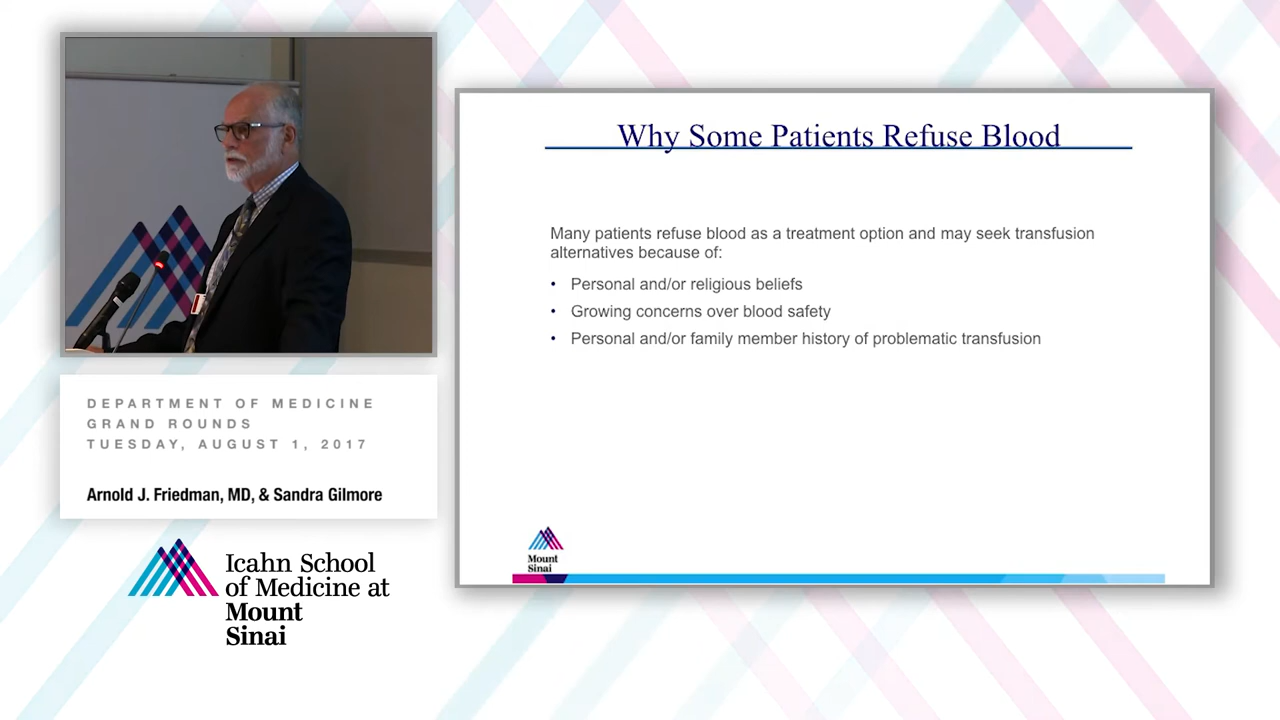 Why Some Patients Refuse Blood
Many patients refuse blood as a treatment option and may seek transfusion
alternatives because of:
• Personal and/or religious beliefs
• Growing concerns over blood safety
• Personal and/or family member history of problematic transfusion
Mount
Sinai
DEPARTMENT OF MEDICINE
GRAND ROUNDS
TUESDAY, AUGUST 1, 2017
Arnold J. Friedman, MD, & Sandra Gilmore
Icahn School
of Medicine at
Mount
Sinai